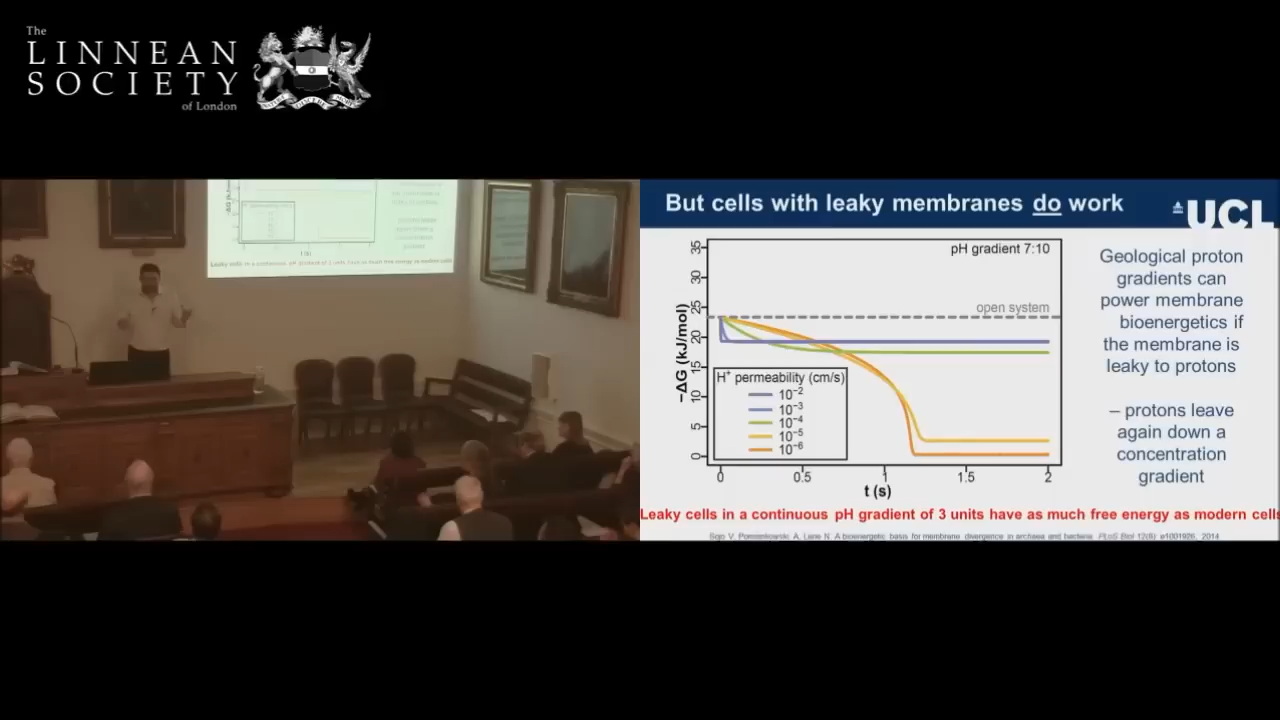 The
LINNEAN
SOCIETY
of London
But cells with leaky membranes do work
UCL
pH gradient 7:10
open system
−ΔG (kJ/mol)
35
30
25
20
15
10
5
0
H⁺ permeability (cm/s)
10⁻²
10⁻³
10⁻⁴
10⁻⁵
10⁻⁶
0 0.5 1 1.5 2
t (s)
Geological proton
gradients can
power membrane
bioenergetics if
the membrane is
leaky to protons
– protons leave
again down a
concentration
gradient
Leaky cells in a continuous pH gradient of 3 units have as much free energy as modern cells
Lane N. A bioenergetic basis for membrane divergence in archaea and bacteria. PLoS Biol 12(8): e1001926, 2014